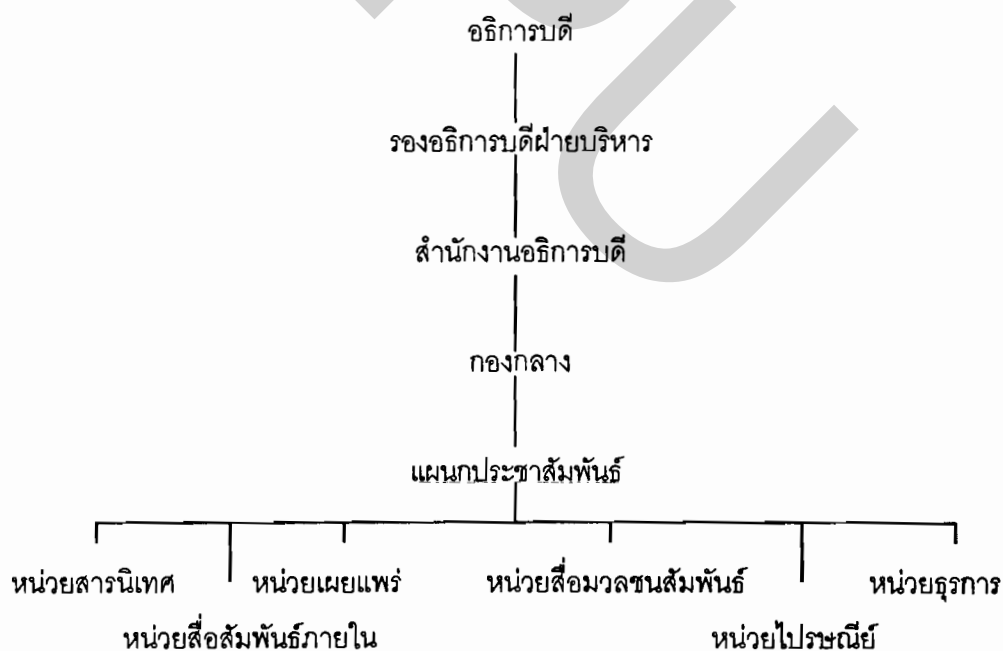 อธิการบดี
รองอธิการบดีฝ่ายบริหาร
สำนักงานอธิการบดี
กองกลาง
แผนกประชาสัมพันธ์
หน่วยสารนิเทศ หน่วยเผยแพร่ หน่วยสื่อมวลชนสัมพันธ์ หน่วยธุรการ
หน่วยสื่อสัมพันธ์ภายใน หน่วยไปรษณีย์